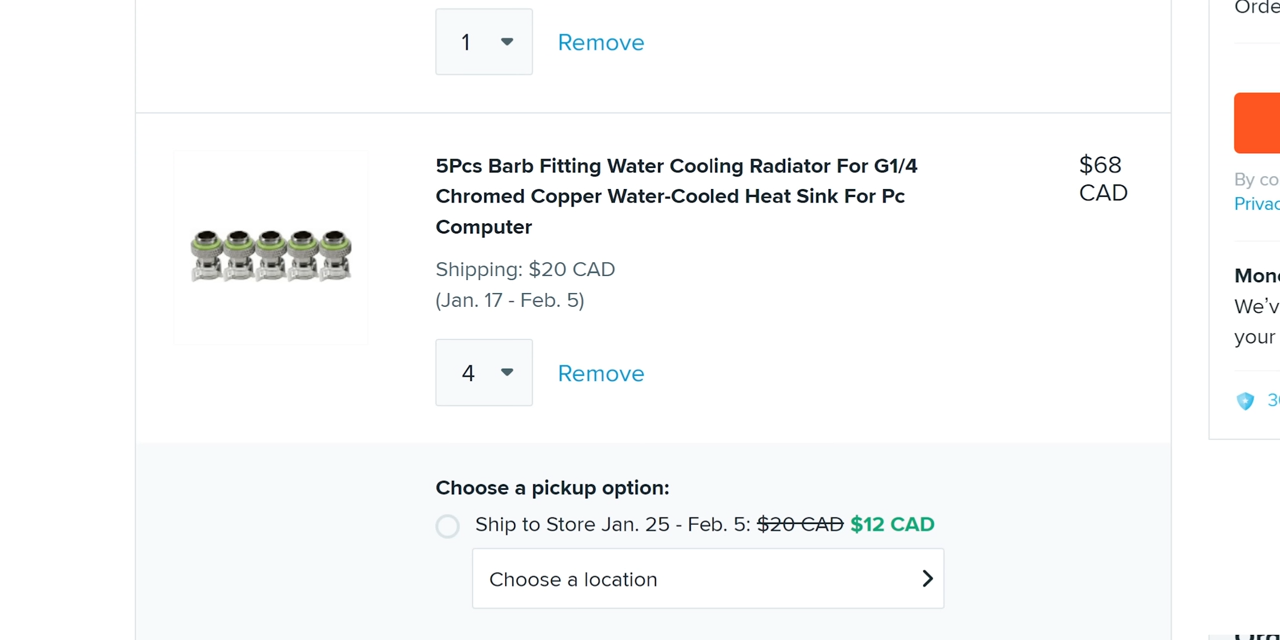 Orde
1
Remove
5Pcs Barb Fitting Water Cooling Radiator For G1/4
Chromed Copper Water-Cooled Heat Sink For Pc
Computer
$68
CAD
Shipping: $20 CAD
(Jan. 17 - Feb. 5)
4
Remove
Choose a pickup option:
Ship to Store Jan. 25 - Feb. 5: $20 CAD $12 CAD
Choose a location
By co
Privac
Mone
We’v
your